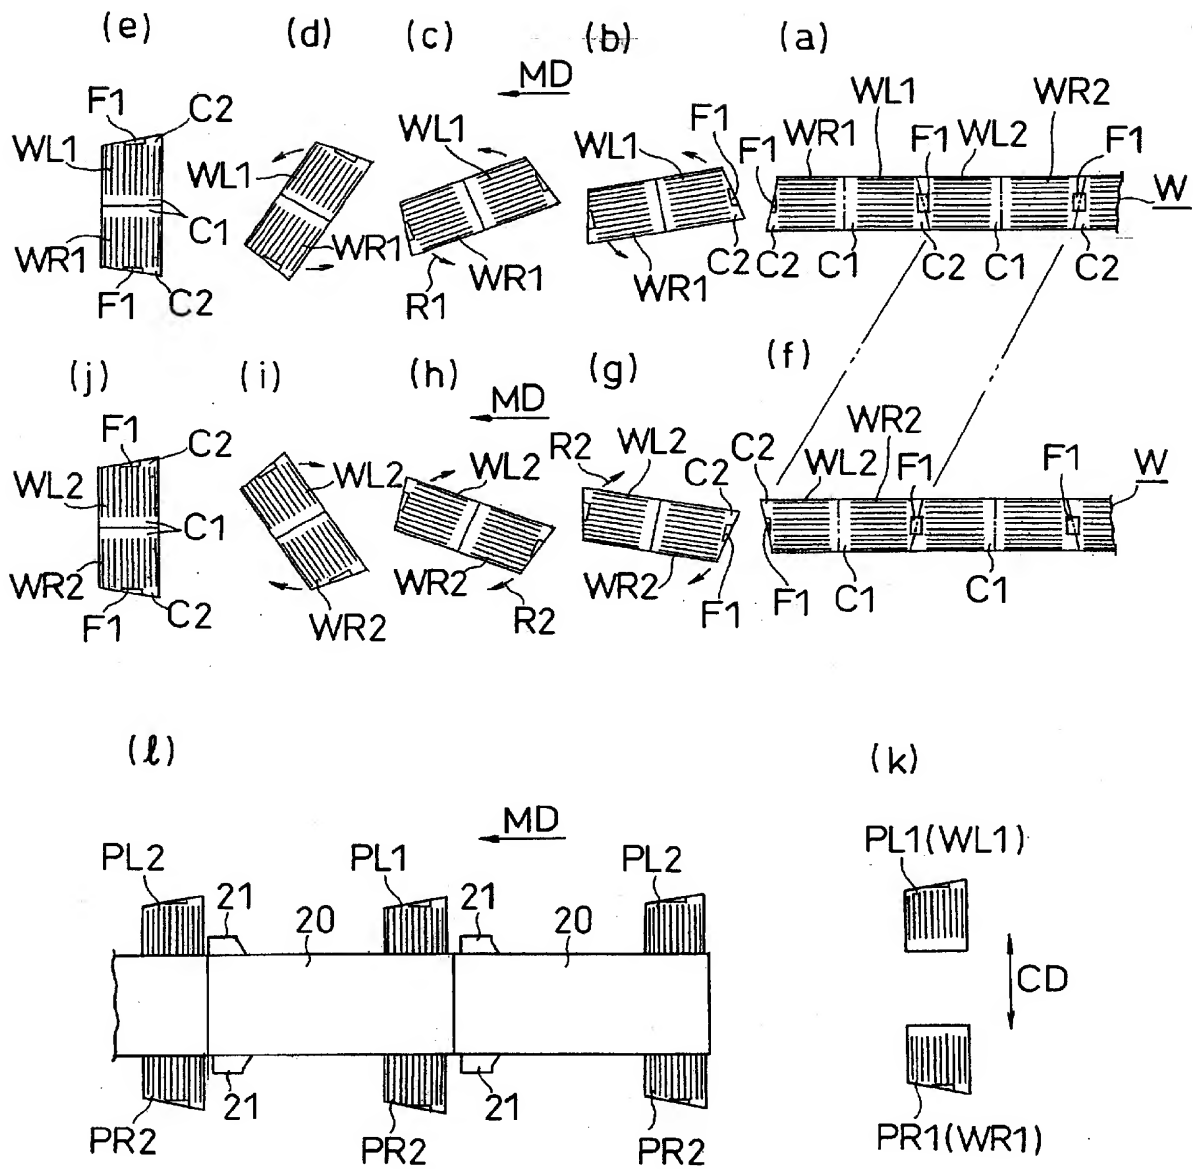 (e) (d) (c) (b) (a)
MD
F1 C2 WL1 F1 WL1 WR2
WL1 WL1 WL1 F1 WR1 F1 WL2 F1
W
C1
WR1 WR1 C2 C2 C1 C2 C1 C2
WR1 WR1
F1 C2 R1
(j) (i) (h) (g) (f)
MD
F1 C2 R2 WL2 C2 C2 WL2 WR2 F1 F1 W
WL2 WL2 WL2
C1
WR2 WR2 WR2 F1 F1 C1 C1
F1 C2 WR2 R2
(ℓ) (k)
MD
PL2 PL1 PL2 PL1(WL1)
21 20 21 20
CD
PR2 21 PR2 21 PR2 PR1(WR1)